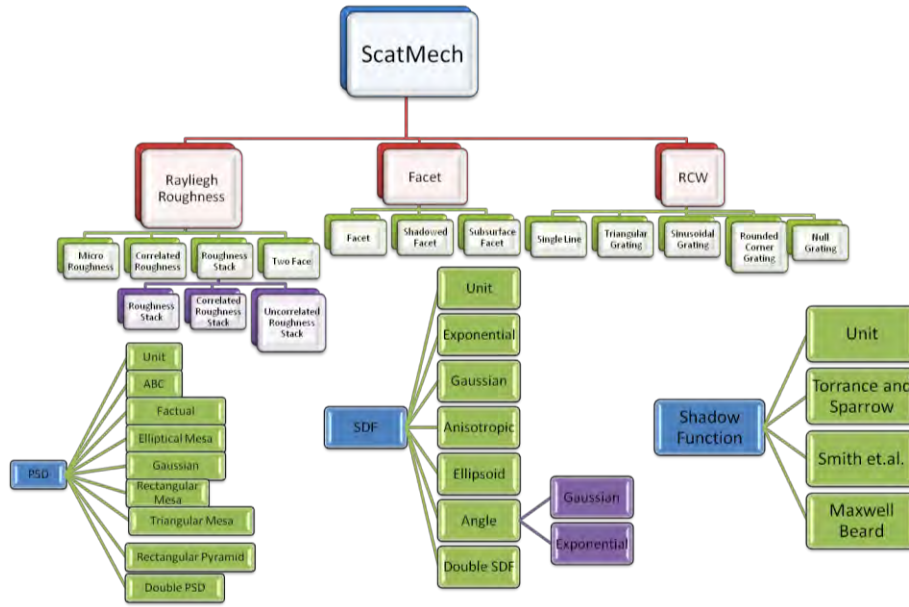 ScatMech
Rayliegh
Roughness
Facet
RCW
Micro
Roughness
Correlated
Roughness
Roughness
Stack
Two Face
Facet
Shadowed
Facet
Subsurface
Facet
Single Line
Triangular
Grating
Sinusoidal
Grating
Rounded
Corner
Grating
Null
Grating
Roughness
Stack
Correlated
Roughness
Stack
Uncorrelated
Roughness
Stack
PSD
Unit
ABC
Factual
Elliptical Mesa
Gaussian
Rectangular
Mesa
Triangular Mesa
Rectangular Pyramid
Double PSD
SDF
Unit
Exponential
Gaussian
Anisotropic
Ellipsoid
Angle
Double SDF
Gaussian
Exponential
Shadow
Function
Unit
Torrance and
Sparrow
Smith et.al.
Maxwell
Beard